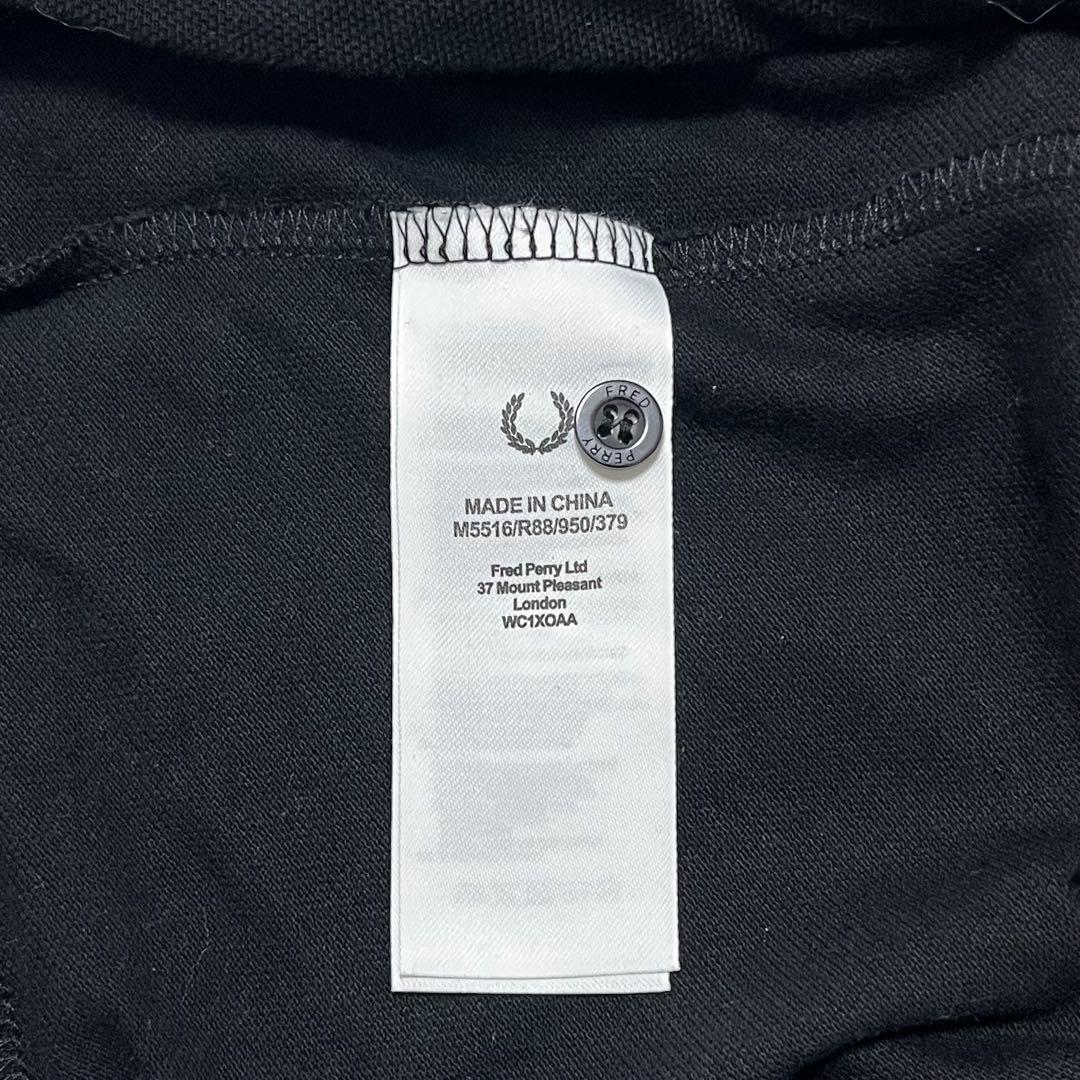 FRED
PERRY
MADE IN CHINA
M5516/R88/950/379
Fred Perry Ltd
37 Mount Pleasant
London
WC1XOAA